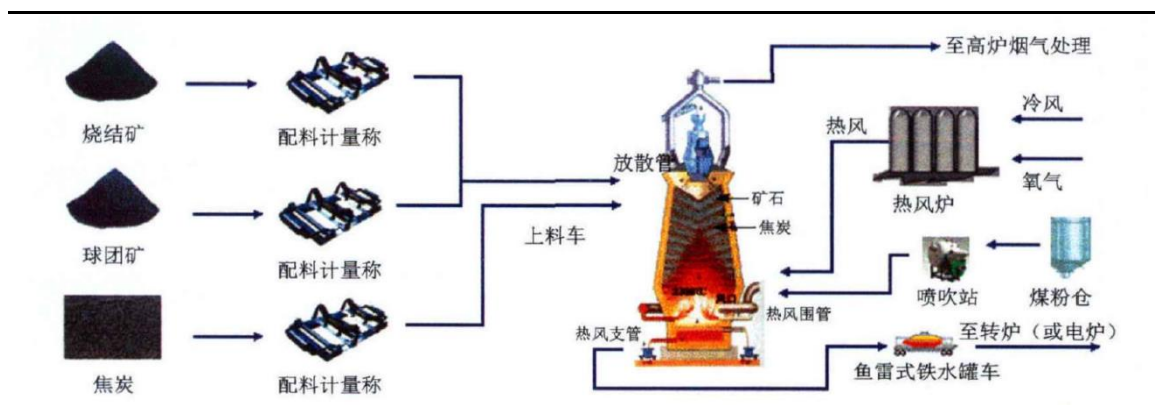 至高炉烟气处理
烧结矿
配料计量称
放散管
热风
冷风
氧气
热风炉
矿石
焦炭
球团矿
配料计量称
上料车
喷吹站
煤粉仓
风口
热风围管
热风支管
至转炉（或电炉）
鱼雷式铁水罐车
焦炭
配料计量称